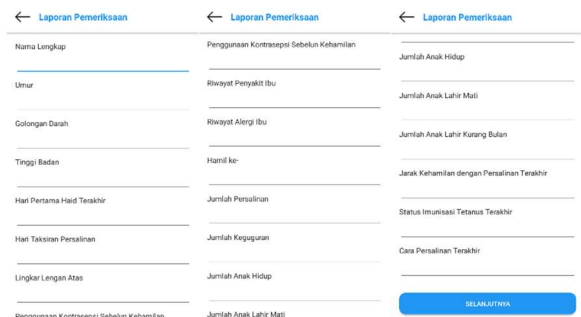 Laporan Pemeriksaan
Nama Lengkap
Umur
Golongan Darah
Tinggi Badan
Hari Pertama Haid Terakhir
Hari Taksiran Persalinan
Lingkar Lengan Atas
Penggunaan Kontrasepsi Sebelun Kehamilan
Laporan Pemeriksaan
Penggunaan Kontrasepsi Sebelun Kehamilan
Riwayat Penyakit Ibu
Riwayat Alergi Ibu
Hamil ke-
Jumlah Persalinan
Jumlah Keguguran
Jumlah Anak Hidup
Jumlah Anak Lahir Mati
Laporan Pemeriksaan
Jumlah Anak Hidup
Jumlah Anak Lahir Mati
Jumlah Anak Lahir Kurang Bulan
Jarak Kehamilan dengan Persalinan Terakhir
Status Imunisasi Tetanus Terakhir
Cara Persalinan Terakhir
SELANJUTNYA